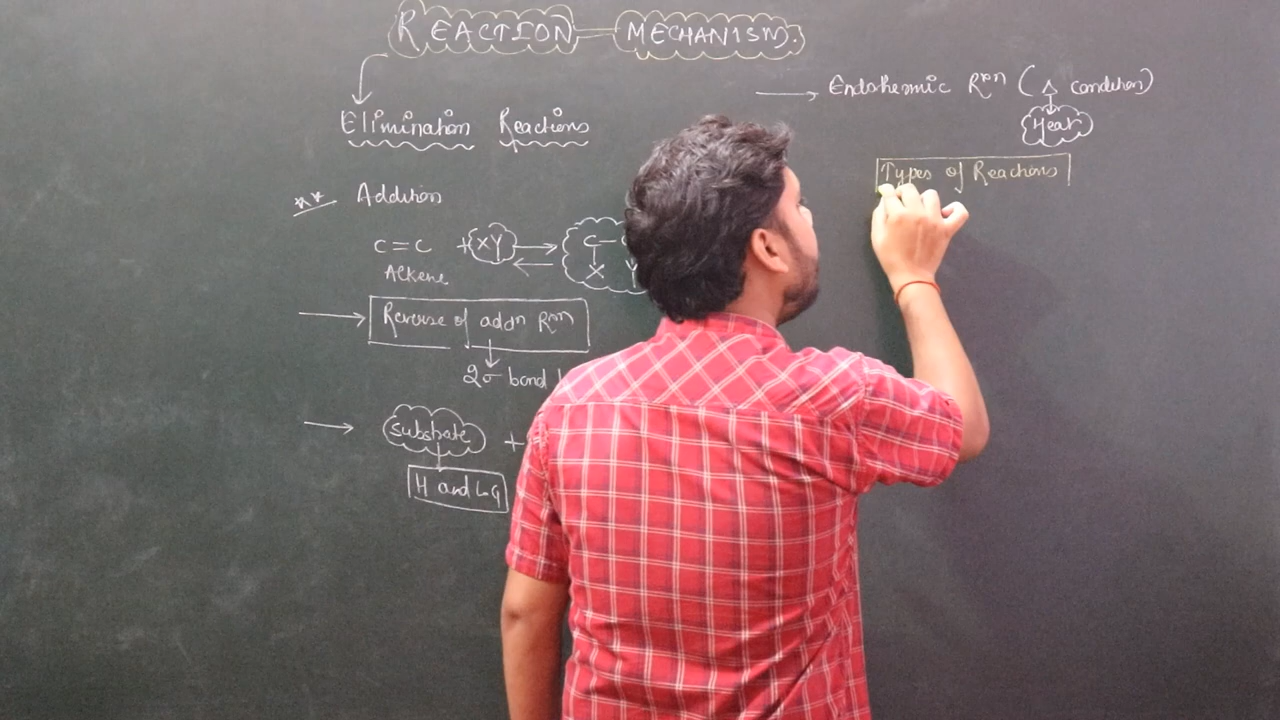 REACTION MECHANISM:
Elimination Reactions
** Addition
C=C + XY ⇌ C-
Alkene X
→ Reverse of addn Rxn
2σ bond
→ substrate +
H and LG
→ Endothermic Rxn (Δ condition)
Heat
Types of Reactions